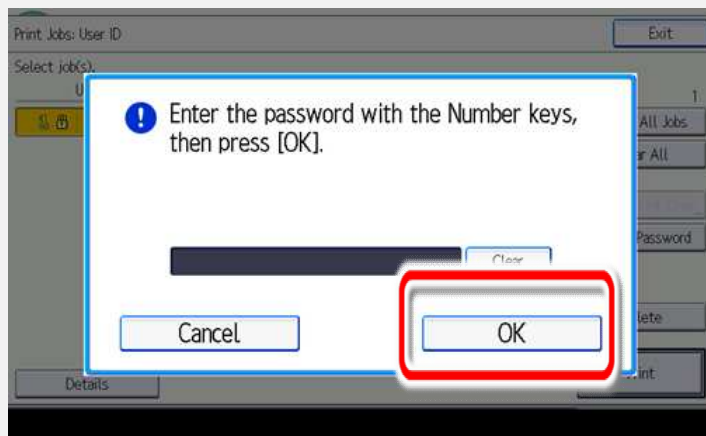 Print Jobs: User ID
Exit
Select job(s).
U
1
All Jobs
r All
Password
Enter the password with the Number keys,
then press [OK].
Clear
Cancel
OK
lete
Details
int